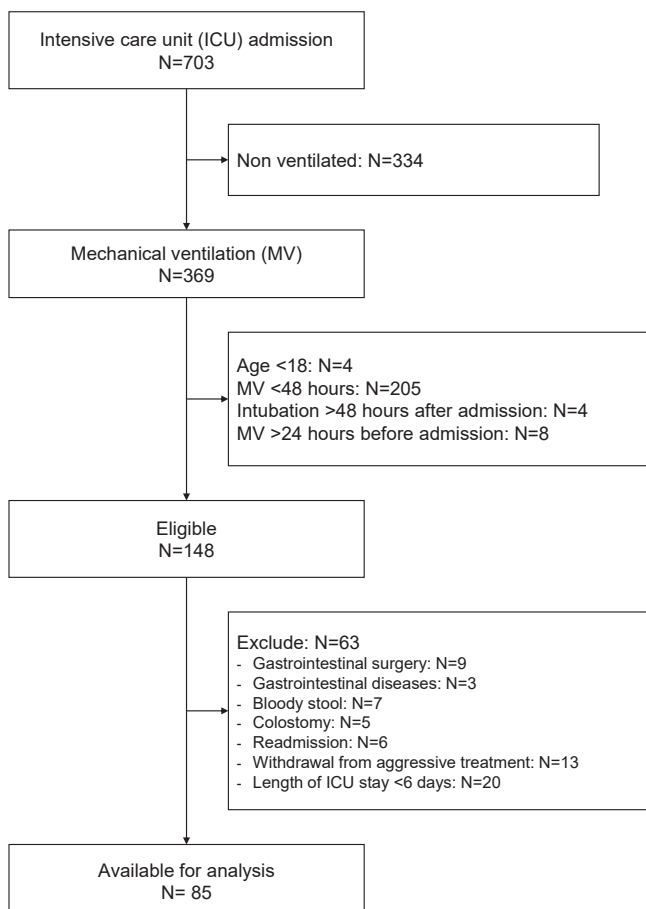 Intensive care unit (ICU) admission
N=703
Non ventilated: N=334
Mechanical ventilation (MV)
N=369
Age <18: N=4
MV <48 hours: N=205
Intubation >48 hours after admission: N=4
MV >24 hours before admission: N=8
Eligible
N=148
Exclude: N=63
- Gastrointestinal surgery: N=9
- Gastrointestinal diseases: N=3
- Bloody stool: N=7
- Colostomy: N=5
- Readmission: N=6
- Withdrawal from aggressive treatment: N=13
- Length of ICU stay <6 days: N=20
Available for analysis
N= 85